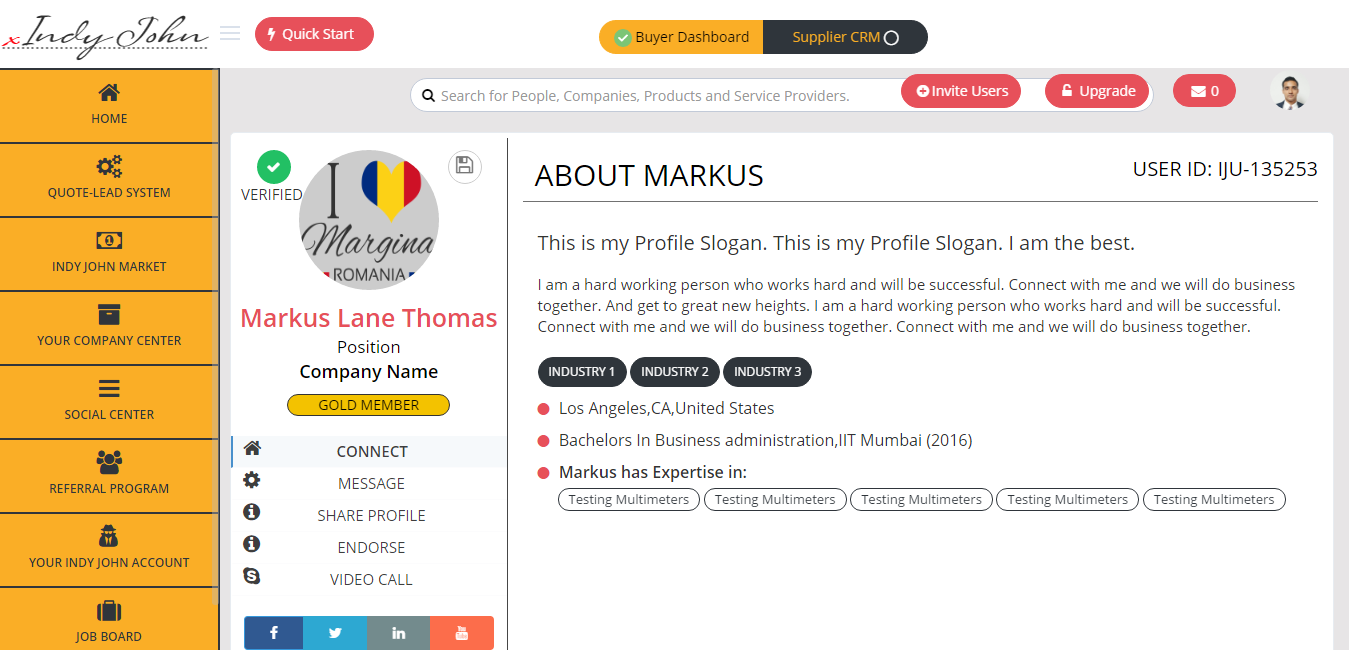 xIndy John
Quick Start
Buyer Dashboard
Supplier CRM
Search for People, Companies, Products and Service Providers.
Invite Users
Upgrade
0
HOME
QUOTE-LEAD SYSTEM
INDY JOHN MARKET
YOUR COMPANY CENTER
SOCIAL CENTER
REFERRAL PROGRAM
YOUR INDY JOHN ACCOUNT
JOB BOARD
VERIFIED
I
Margina
ROMANIA
Markus Lane Thomas
Position
Company Name
GOLD MEMBER
CONNECT
MESSAGE
SHARE PROFILE
ENDORSE
VIDEO CALL
f
in
You
Tube
ABOUT MARKUS
USER ID: IJU-135253
This is my Profile Slogan. This is my Profile Slogan. I am the best.
I am a hard working person who works hard and will be successful. Connect with me and we will do business
together. And get to great new heights. I am a hard working person who works hard and will be successful.
Connect with me and we will do business together. Connect with me and we will do business together.
INDUSTRY 1
INDUSTRY 2
INDUSTRY 3
Los Angeles,CA,United States
Bachelors In Business administration,IIT Mumbai (2016)
Markus has Expertise in:
Testing Multimeters
Testing Multimeters
Testing Multimeters
Testing Multimeters
Testing Multimeters